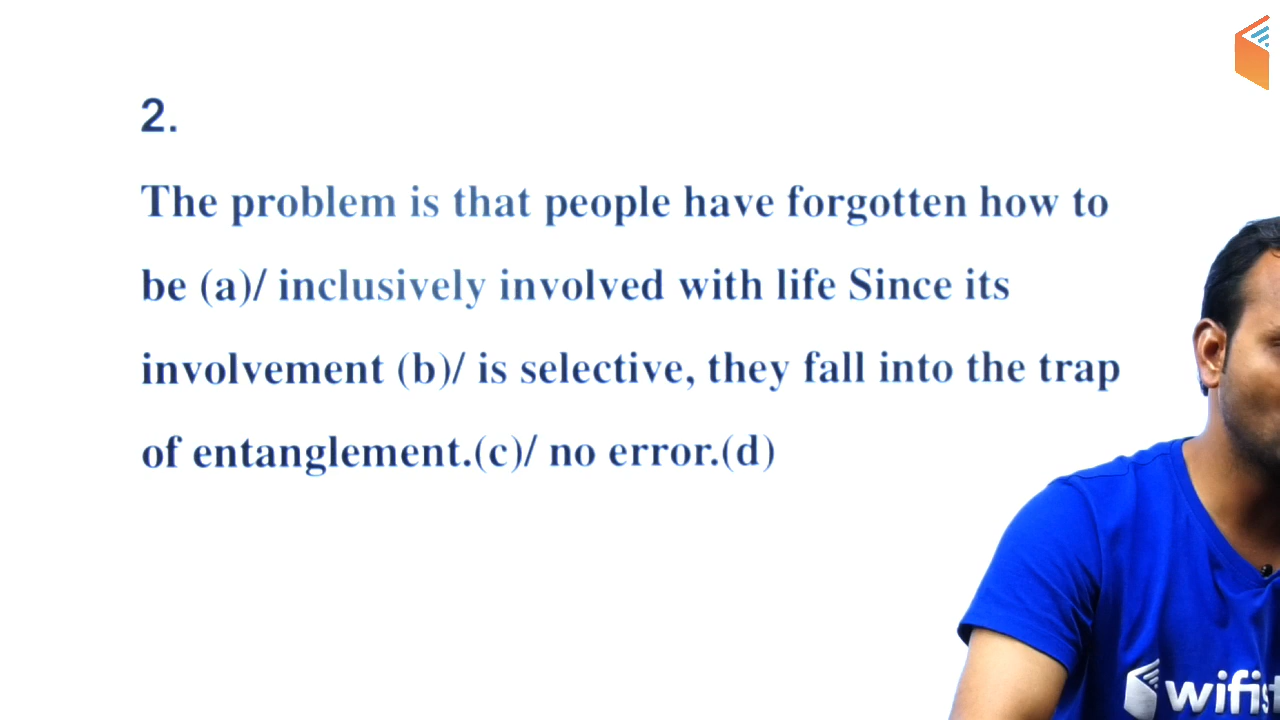 2.
The problem is that people have forgotten how to
be (a)/ inclusively involved with life Since its
involvement (b)/ is selective, they fall into the trap
of entanglement.(c)/ no error.(d)